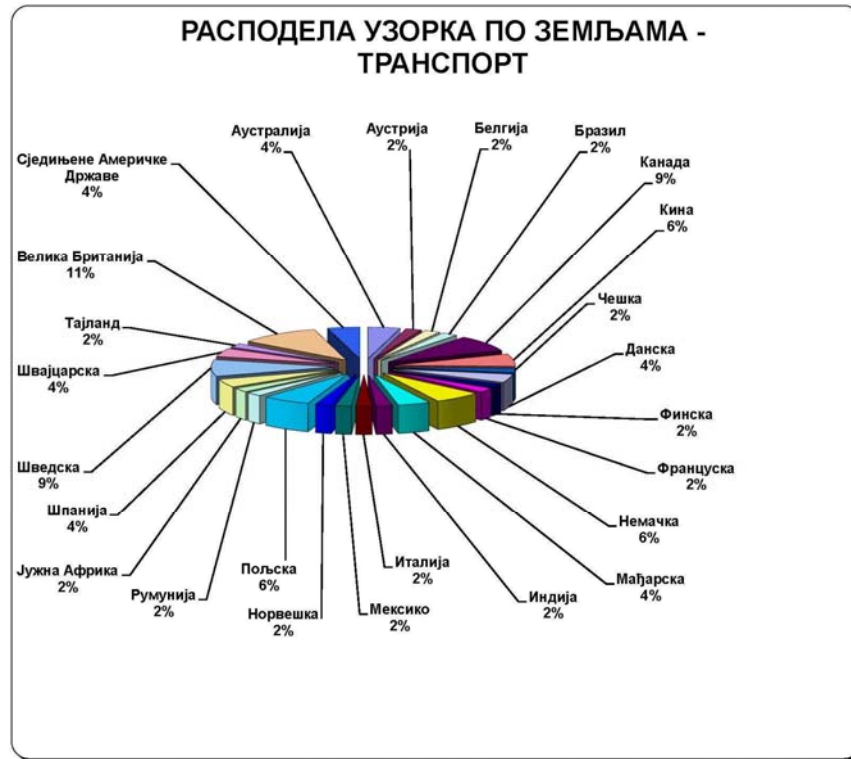 РАСПОДЕЛА УЗОРКА ПО ЗЕМЉАМА -
ТРАНСПОРТ
Аустралија
4%
Аустрија
2%
Белгија
2%
Бразил
2%
Канада
9%
Кина
6%
Чешка
2%
Данска
4%
Финска
2%
Француска
2%
Немачка
6%
Мађарска
4%
Индија
2%
Италија
2%
Мексико
2%
Норвешка
2%
Пољска
6%
Румунија
2%
Јужна Африка
2%
Шпанија
4%
Шведска
9%
Швајцарска
4%
Тајланд
2%
Велика Британија
11%
Сједињене Америчке
Државе
4%